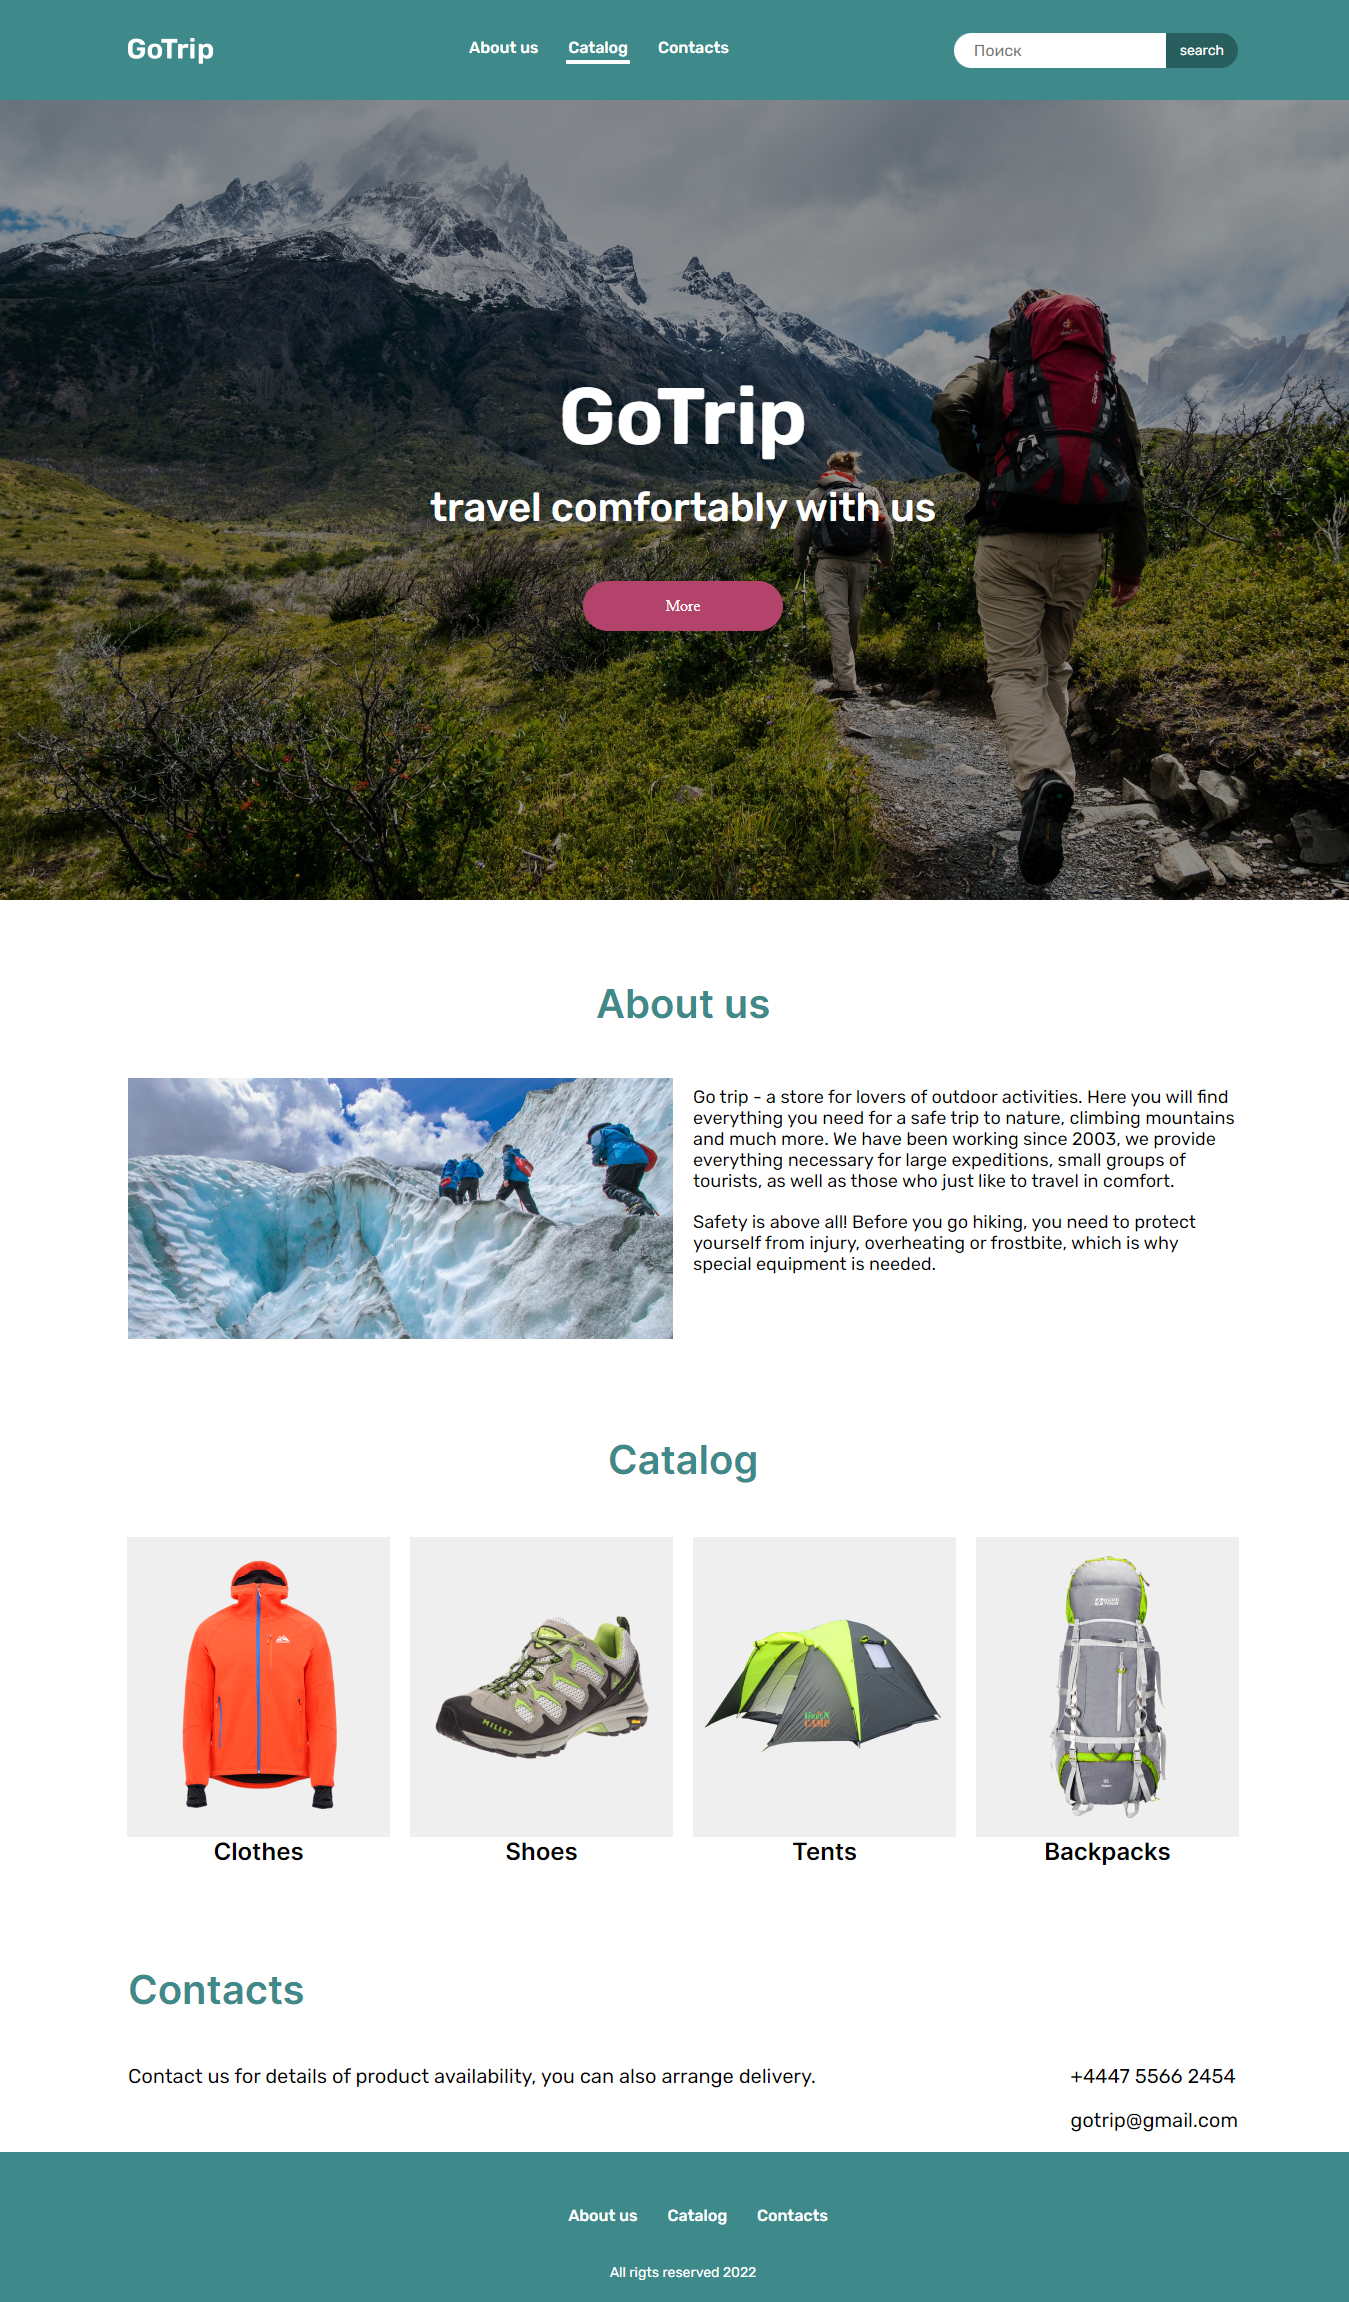 GoTrip
About us
Catalog
Contacts
Поиск
search
GoTrip
travel comfortably with us
More
About us
Go trip - a store for lovers of outdoor activities. Here you will find
everything you need for a safe trip to nature, climbing mountains
and much more. We have been working since 2003, we provide
everything necessary for large expeditions, small groups of
tourists, as well as those who just like to travel in comfort.
Safety is above all! Before you go hiking, you need to protect
yourself from injury, overheating or frostbite, which is why
special equipment is needed.
Catalog
MILLET
GreeN
CAMP
Clothes
Shoes
Tents
Backpacks
Contacts
Contact us for details of product availability, you can also arrange delivery.
+4447 5566 2454
gotrip@gmail.com
About us
Catalog
Contacts
All rigts reserved 2022